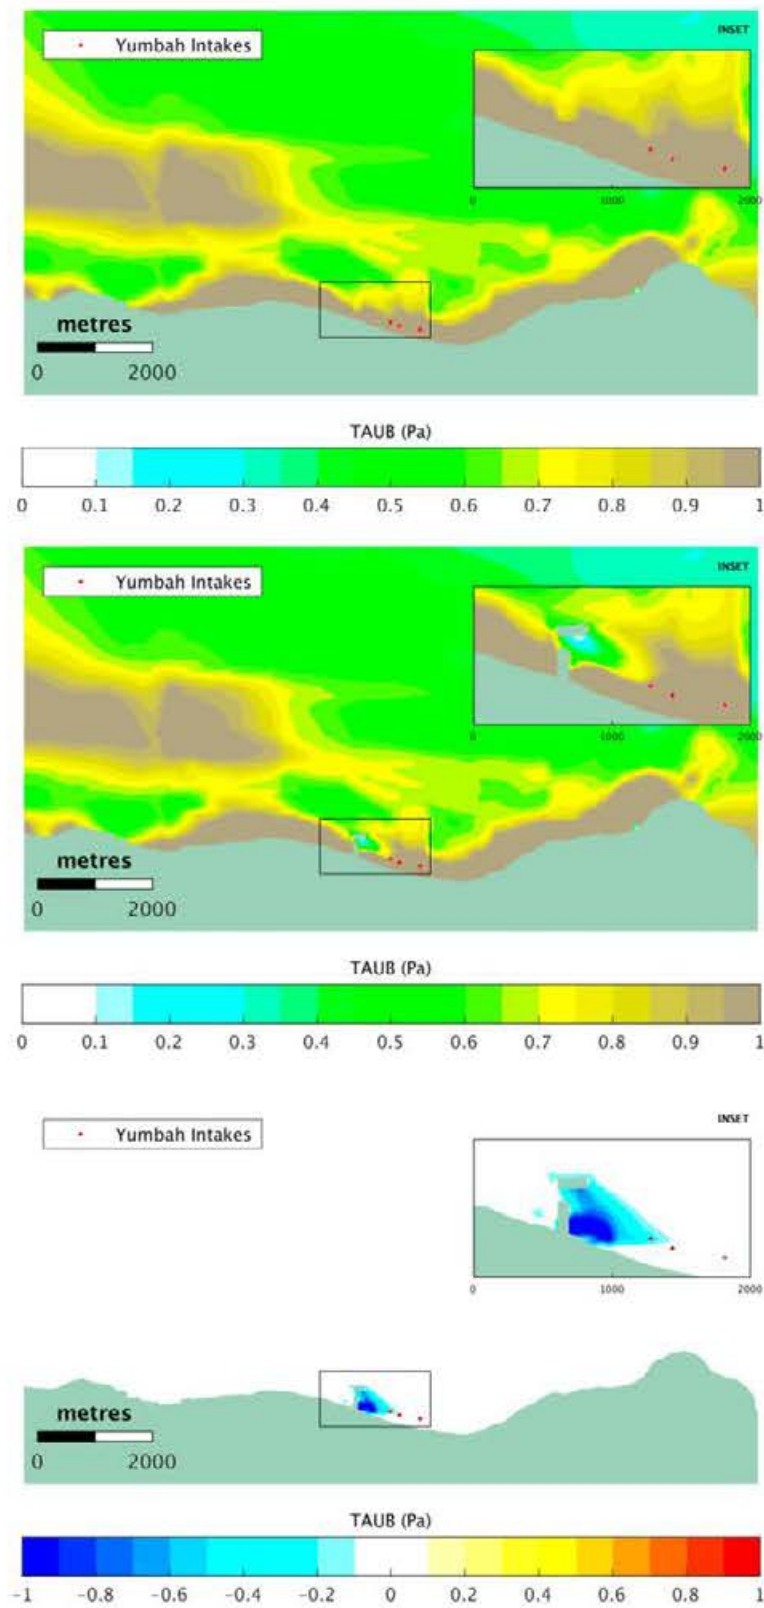 Yumbah Intakes
INSET
0 1000 2000
metres
0 2000
TAUB (Pa)
0 0.1 0.2 0.3 0.4 0.5 0.6 0.7 0.8 0.9 1
Yumbah Intakes
INSET
0 1000 2000
metres
0 2000
TAUB (Pa)
0 0.1 0.2 0.3 0.4 0.5 0.6 0.7 0.8 0.9 1
Yumbah Intakes
INSET
0 1000 2000
metres
0 2000
TAUB (Pa)
-1 -0.8 -0.6 -0.4 -0.2 0 0.2 0.4 0.6 0.8 1